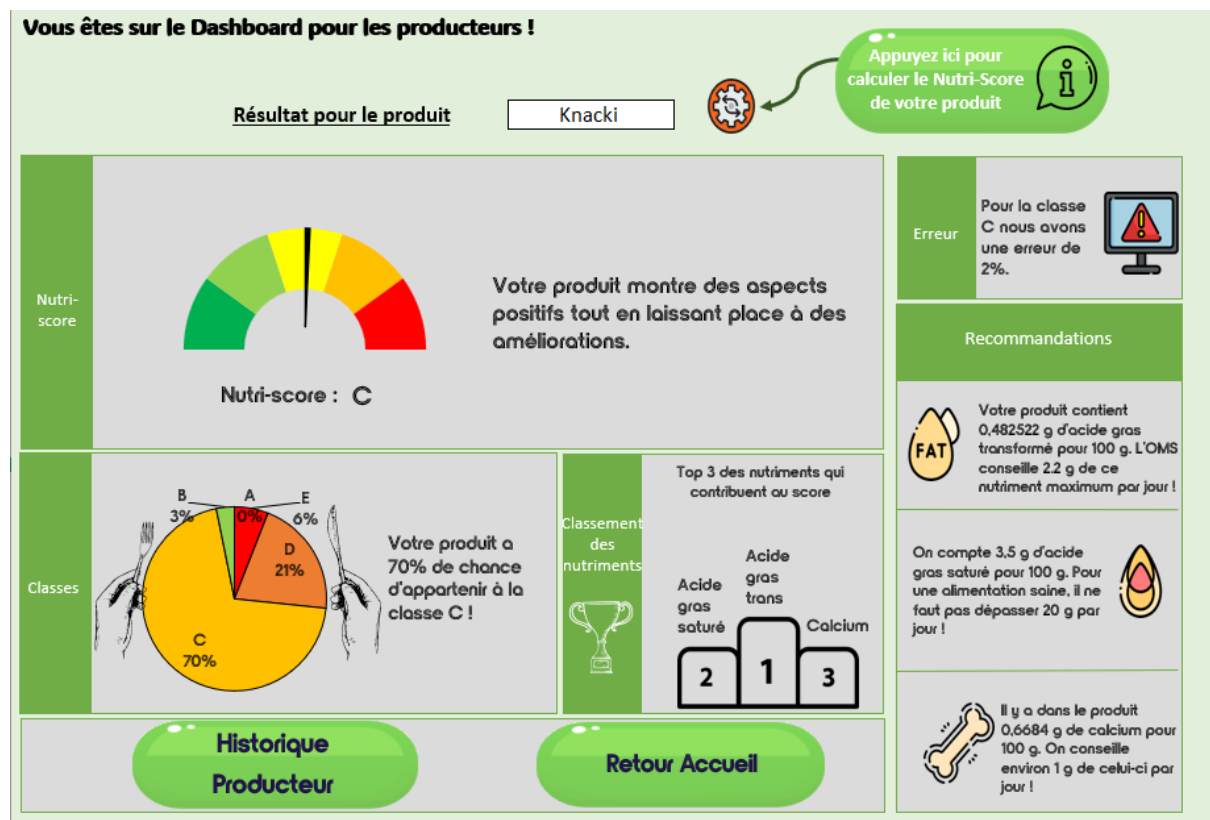 Vous êtes sur le Dashboard pour les producteurs !
Appuyez ici pour
calculer le Nutri-Score
de votre produit
Résultat pour le produit
Knacki
Nutri-
score
Nutri-score : C
Votre produit montre des aspects
positifs tout en laissant place à des
améliorations.
Erreur
Pour la classe
C nous avons
une erreur de
2%.
Recommandations
FAT
Votre produit contient
0,482522 g d'acide gras
transformé pour 100 g. L'OMS
conseille 2.2 g de ce
nutriment maximum par jour !
On compte 3,5 g d'acide
gras saturé pour 100 g. Pour
une alimentation saine, il ne
faut pas dépasser 20 g par
jour !
Il y a dans le produit
0,6684 g de calcium pour
100 g. On conseille
environ 1 g de celui-ci par
jour !
Classes
B
3%
A
0%
E
6%
D
21%
C
70%
Votre produit a
70% de chance
d'appartenir à la
classe C !
Classement
des
nutriments
Top 3 des nutriments qui
contribuent au score
Acide
gras
saturé
Acide
gras
trans
Calcium
2
1
3
Historique
Producteur
Retour Accueil